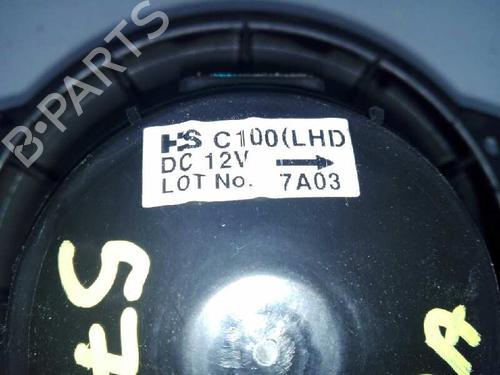 B-PARTS
HS C100(LHD
DC 12V →
LOT No. 7A03